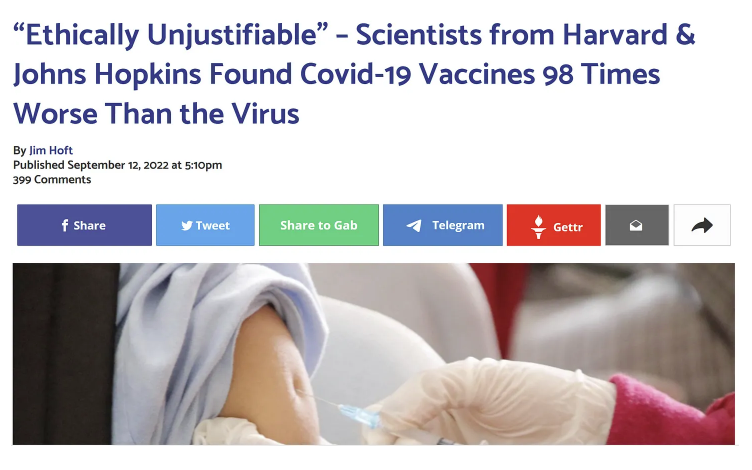 “Ethically Unjustifiable” – Scientists from Harvard &
Johns Hopkins Found Covid-19 Vaccines 98 Times
Worse Than the Virus
By Jim Hoft
Published September 12, 2022 at 5:10pm
399 Comments
Share Tweet Share to Gab Telegram Gettr